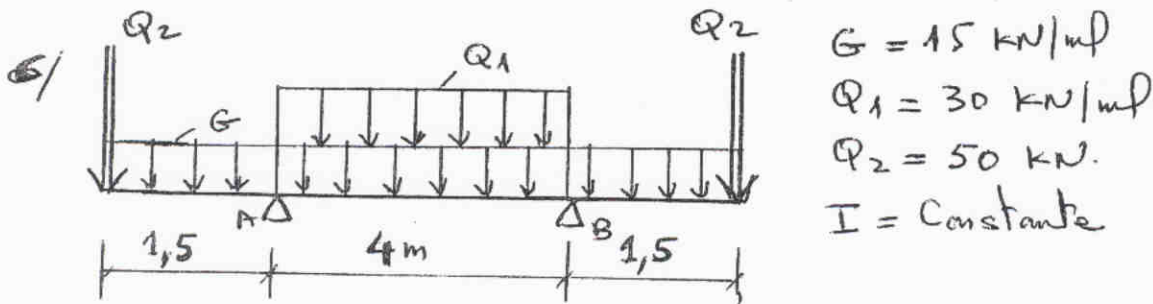 Q2
Q2
6/
Q1
G
A
B
1,5
4m
1,5
G = 15 KN/ml
Q1 = 30 KN/ml
Q2 = 50 KN.
I = Constante